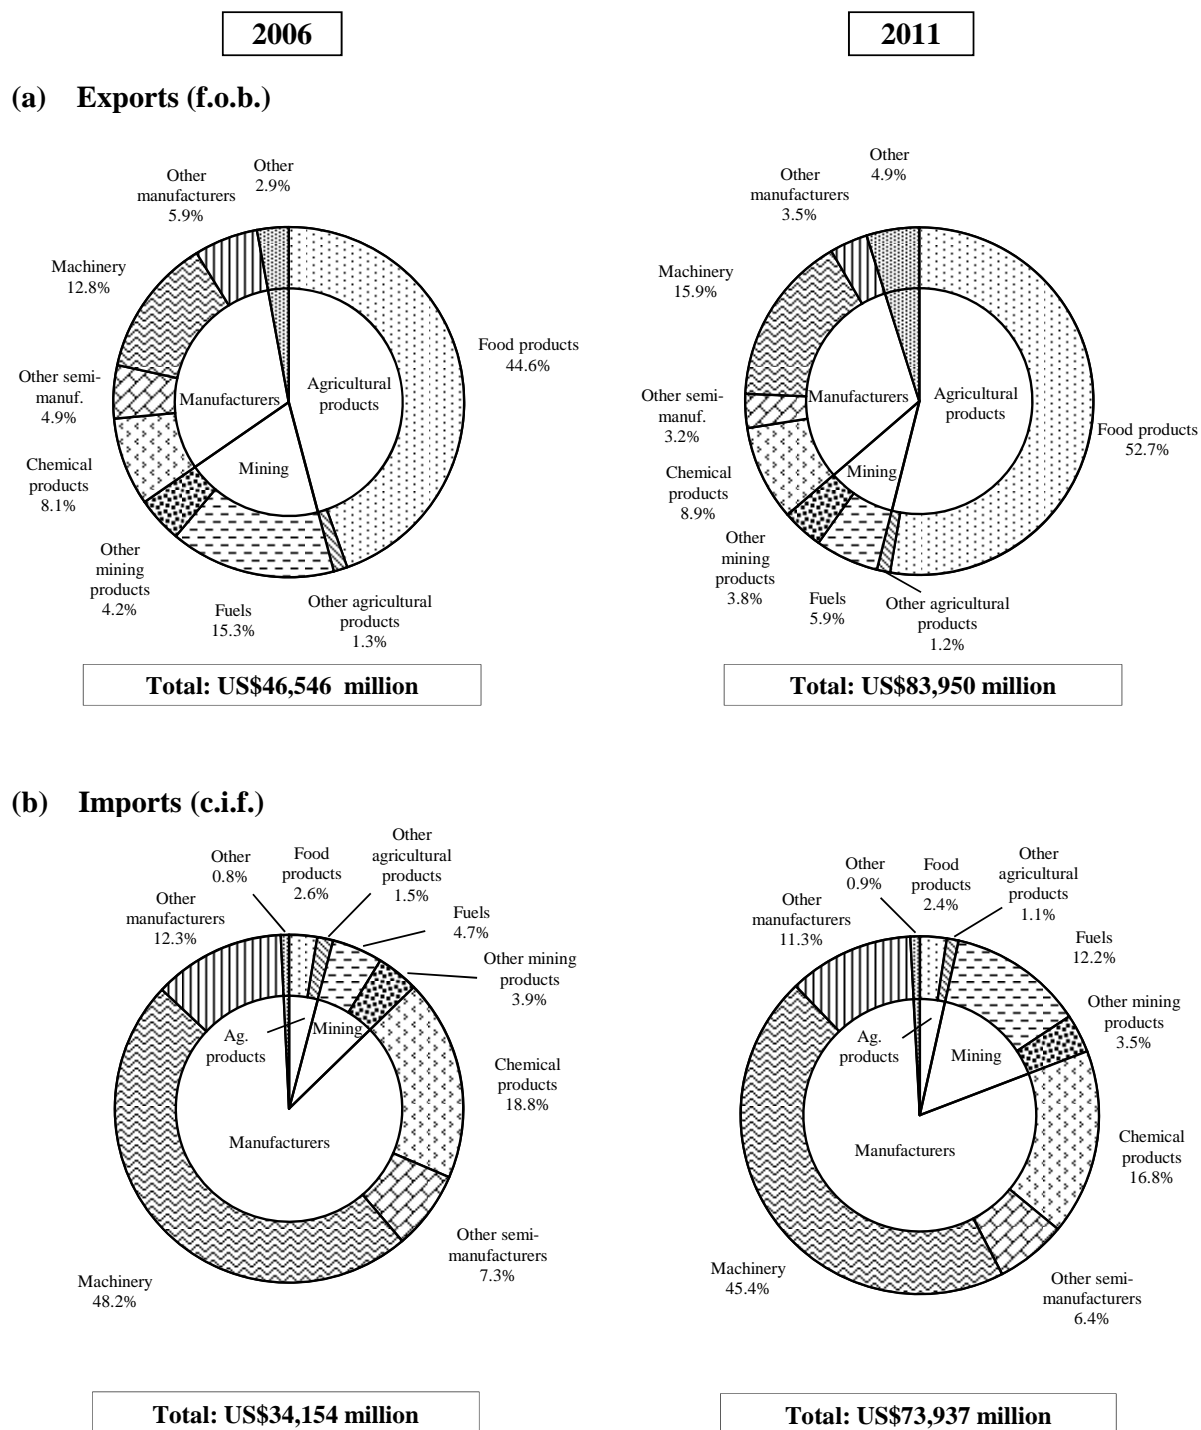 2006
2011
(a) Exports (f.o.b.)
Other
manufacturers
5.9%
Other
2.9%
Machinery
12.8%
Other semi-
manuf.
4.9%
Chemical
products
8.1%
Other
mining
products
4.2%
Fuels
15.3%
Other agricultural
products
1.3%
Food products
44.6%
Agricultural
products
Manufacturers
Mining
Total: US$46,546 million
Other
manufacturers
3.5%
Other
4.9%
Machinery
15.9%
Other semi-
manuf.
3.2%
Chemical
products
8.9%
Other
mining
products
3.8%
Fuels
5.9%
Other agricultural
products
1.2%
Food products
52.7%
Agricultural
products
Manufacturers
Mining
Total: US$83,950 million
(b) Imports (c.i.f.)
Other
manufacturers
12.3%
Other
0.8%
Food
products
2.6%
Other
agricultural
products
1.5%
Fuels
4.7%
Other mining
products
3.9%
Chemical
products
18.8%
Other semi-
manufacturers
7.3%
Machinery
48.2%
Ag.
products
Mining
Manufacturers
Total: US$34,154 million
Other
manufacturers
11.3%
Other
0.9%
Food
products
2.4%
Other
agricultural
products
1.1%
Fuels
12.2%
Other mining
products
3.5%
Chemical
products
16.8%
Other semi-
manufacturers
6.4%
Machinery
45.4%
Ag.
products
Mining
Manufacturers
Total: US$73,937 million